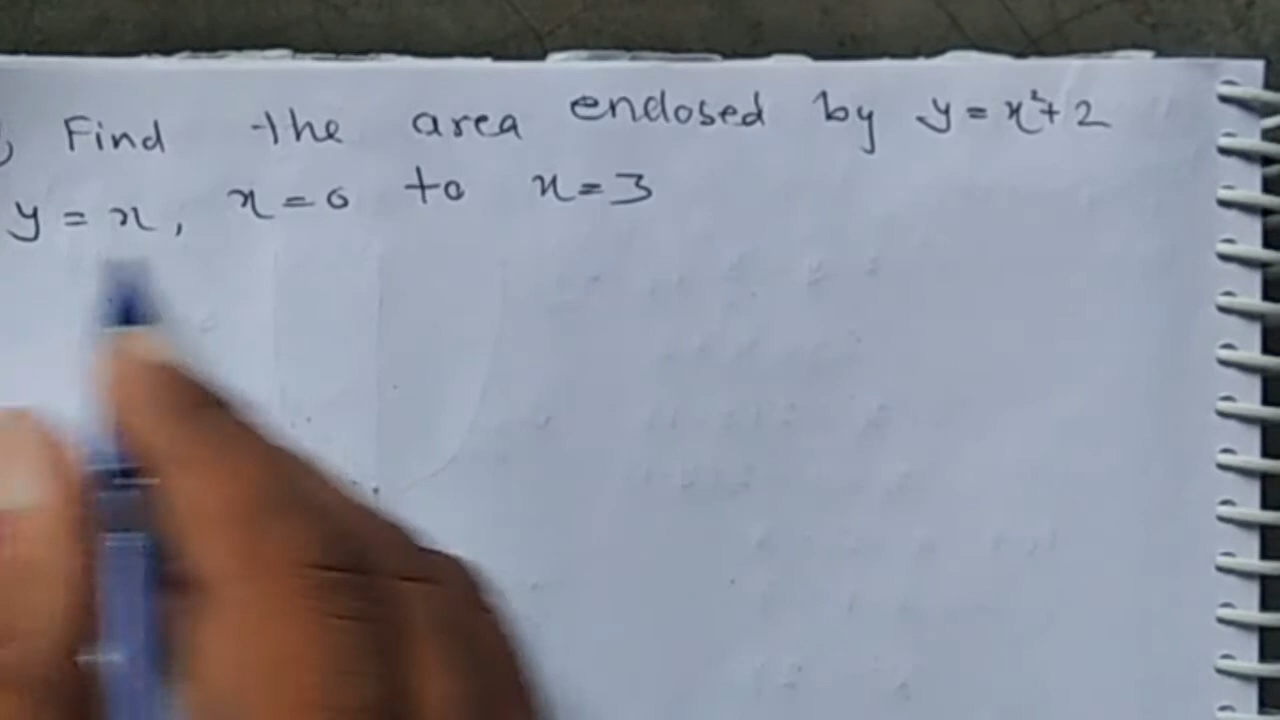 ) Find the area enclosed by y = x²+2
y = x, x = 0 to x = 3